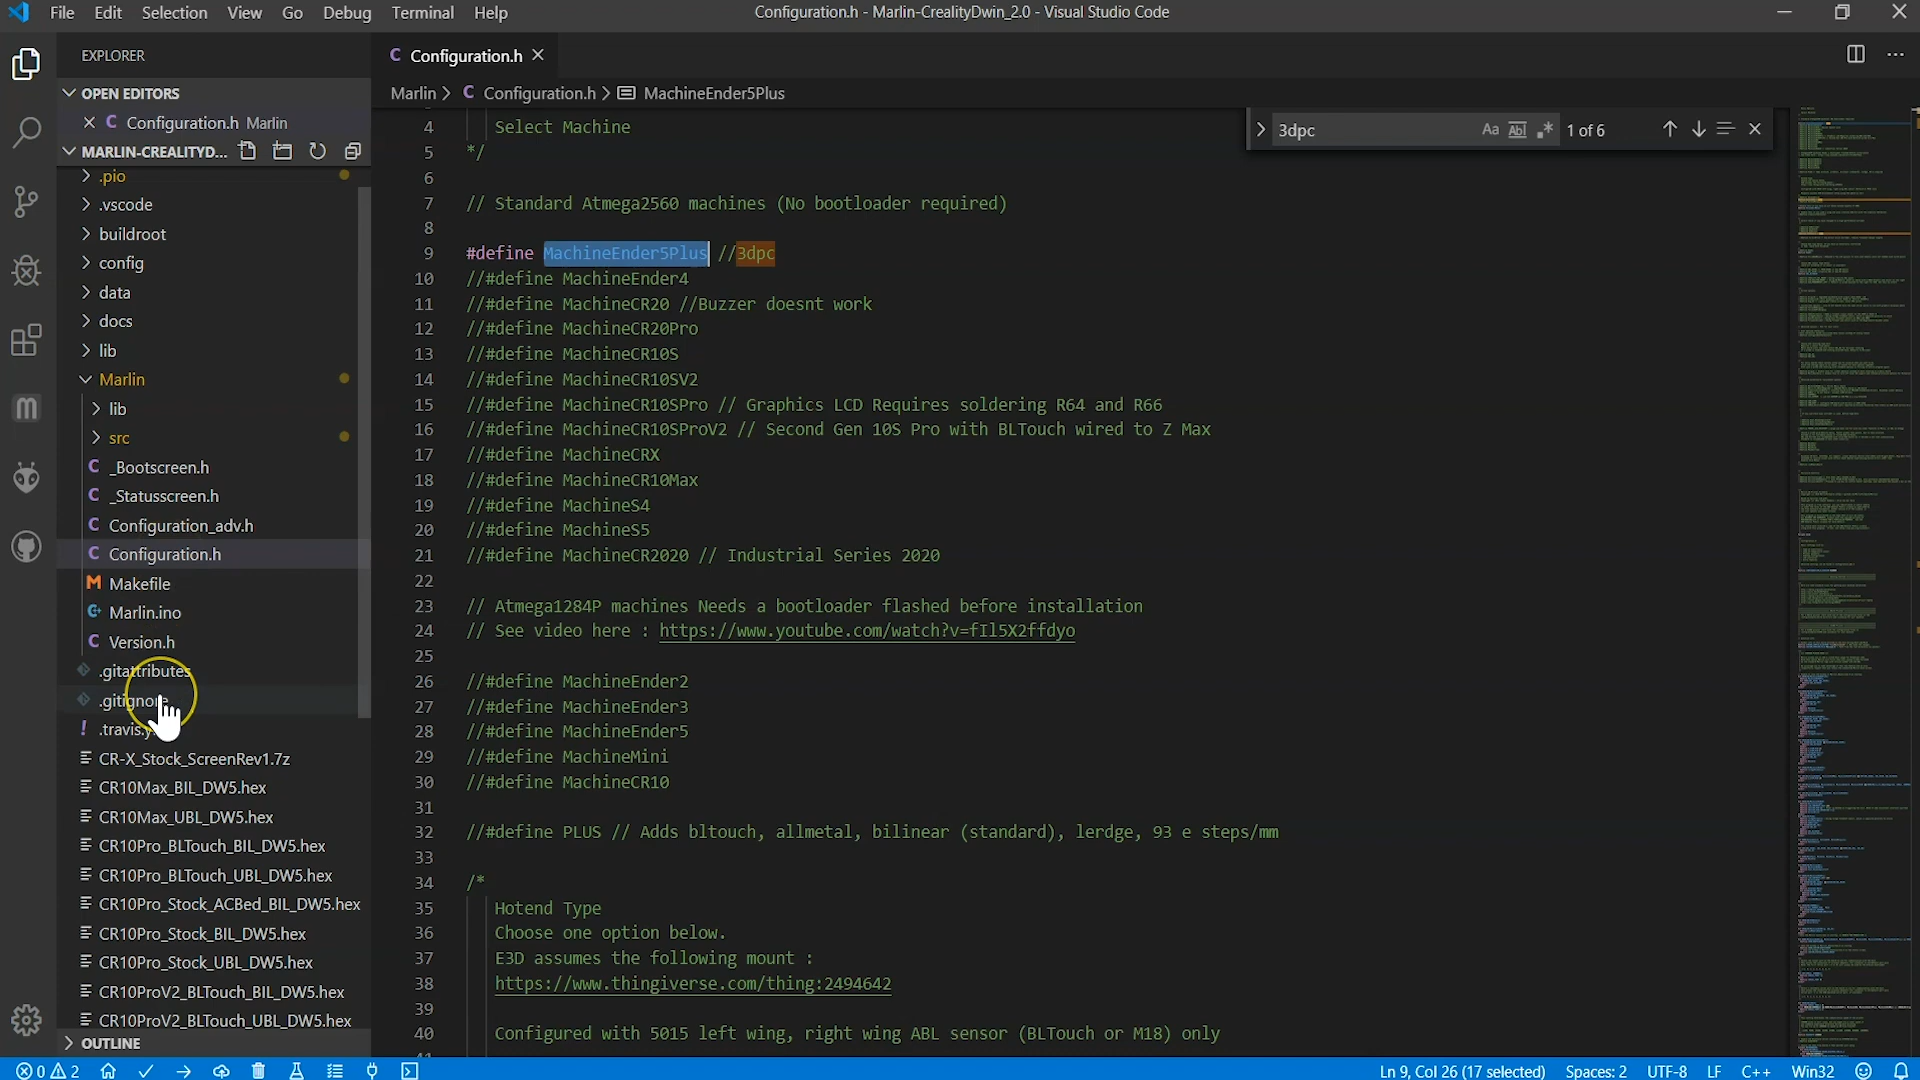 File Edit Selection View Go Debug Terminal Help
Configuration.h - Marlin-CrealityDwin_2.0 - Visual Studio Code
EXPLORER
C Configuration.h
OPEN EDITORS
C Configuration.h Marlin
MARLIN-CREALITYD...
.pio
.vscode
buildroot
config
data
docs
lib
Marlin
lib
src
C _Bootscreen.h
C _Statusscreen.h
C Configuration_adv.h
C Configuration.h
M Makefile
Marlin.ino
C Version.h
.gitattributes
.gitignore
! .travis.y
CR-X_Stock_ScreenRev1.7z
CR10Max_BIL_DW5.hex
CR10Max_UBL_DW5.hex
CR10Pro_BLTouch_BIL_DW5.hex
CR10Pro_BLTouch_UBL_DW5.hex
CR10Pro_Stock_ACBed_BIL_DW5.hex
CR10Pro_Stock_BIL_DW5.hex
CR10Pro_Stock_UBL_DW5.hex
CR10ProV2_BLTouch_BIL_DW5.hex
CR10ProV2_BLTouch_UBL_DW5.hex
OUTLINE
Marlin > C Configuration.h > MachineEnder5Plus
3dpc Aa Abl .* 1 of 6
4 Select Machine
5 */
6
7 // Standard Atmega2560 machines (No bootloader required)
8
9 #define MachineEnder5Plus //3dpc
10 //#define MachineEnder4
11 //#define MachineCR20 //Buzzer doesnt work
12 //#define MachineCR20Pro
13 //#define MachineCR10S
14 //#define MachineCR10SV2
15 //#define MachineCR10SPro // Graphics LCD Requires soldering R64 and R66
16 //#define MachineCR10SProV2 // Second Gen 10S Pro with BLTouch wired to Z Max
17 //#define MachineCRX
18 //#define MachineCR10Max
19 //#define MachineS4
20 //#define MachineS5
21 //#define MachineCR2020 // Industrial Series 2020
22
23 // Atmega1284P machines Needs a bootloader flashed before installation
24 // See video here : https://www.youtube.com/watch?v=fIl5X2ffdyo
25
26 //#define MachineEnder2
27 //#define MachineEnder3
28 //#define MachineEnder5
29 //#define MachineMini
30 //#define MachineCR10
31
32 //#define PLUS // Adds bltouch, allmetal, bilinear (standard), lerdge, 93 e steps/mm
33
34 /*
35 Hotend Type
36 Choose one option below.
37 E3D assumes the following mount :
38 https://www.thingiverse.com/thing:2494642
39
40 Configured with 5015 left wing, right wing ABL sensor (BLTouch or M18) only
0 2
Ln 9, Col 26 (17 selected) Spaces: 2 UTF-8 LF C++ Win32